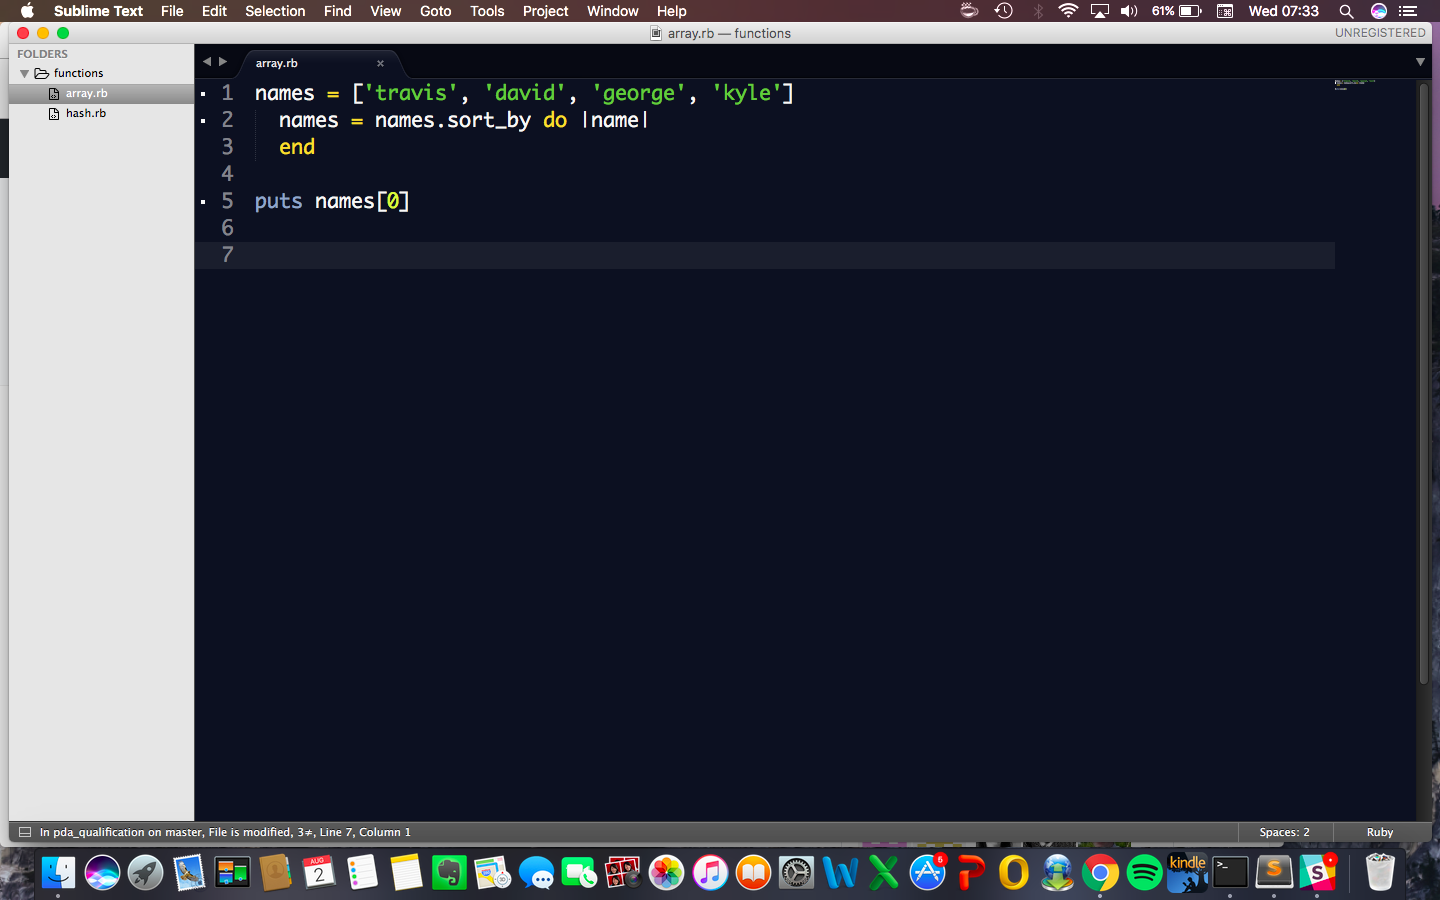 Sublime Text File Edit Selection Find View Goto Tools Project Window Help 61% Wed 07:33
array.rb — functions UNREGISTERED
FOLDERS
functions
array.rb
hash.rb
array.rb ×
1 names = ['travis', 'david', 'george', 'kyle']
2 names = names.sort_by do |name|
3 end
4
5 puts names[0]
6
7
In pda_qualification on master, File is modified, 3≠, Line 7, Column 1 Spaces: 2 Ruby
AUG
2
6
kindle
>_
S